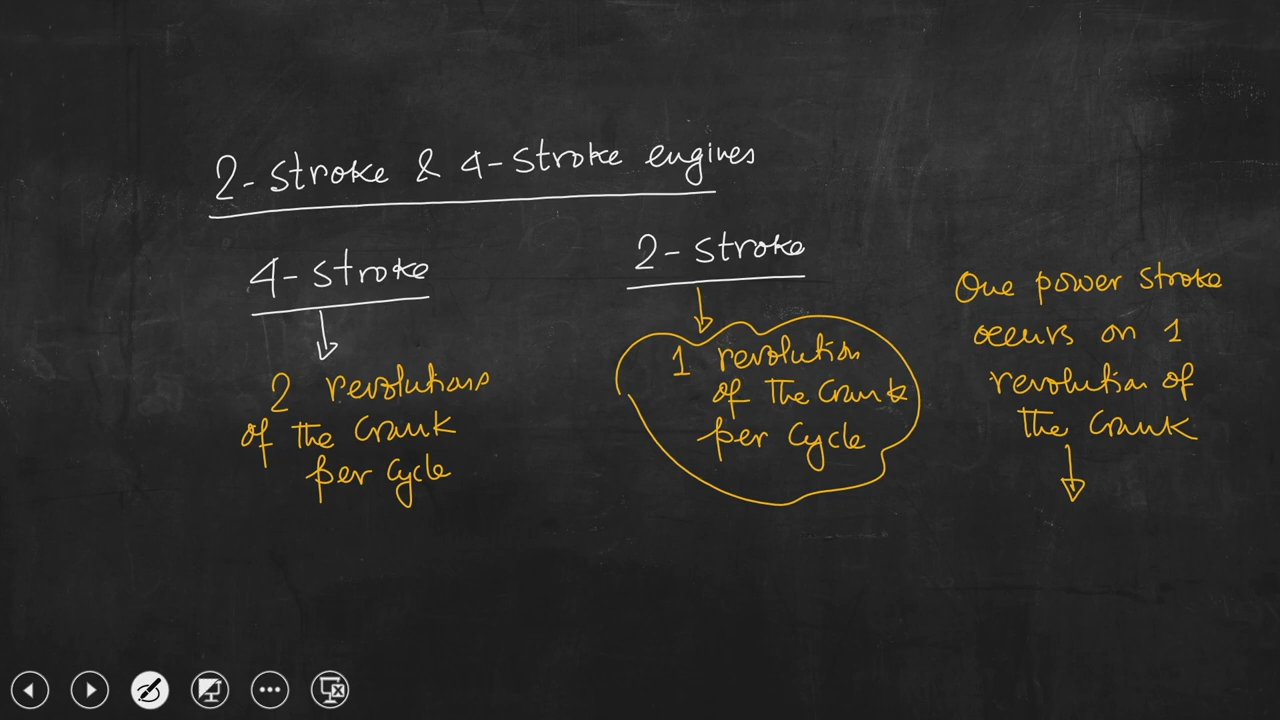 2-stroke & 4-stroke engines
4-stroke
2 revolutions
of the Crank
per Cycle
2-stroke
1 revolution
of the Crank
per Cycle
One power stroke
occurs on 1
revolution of
the Crank